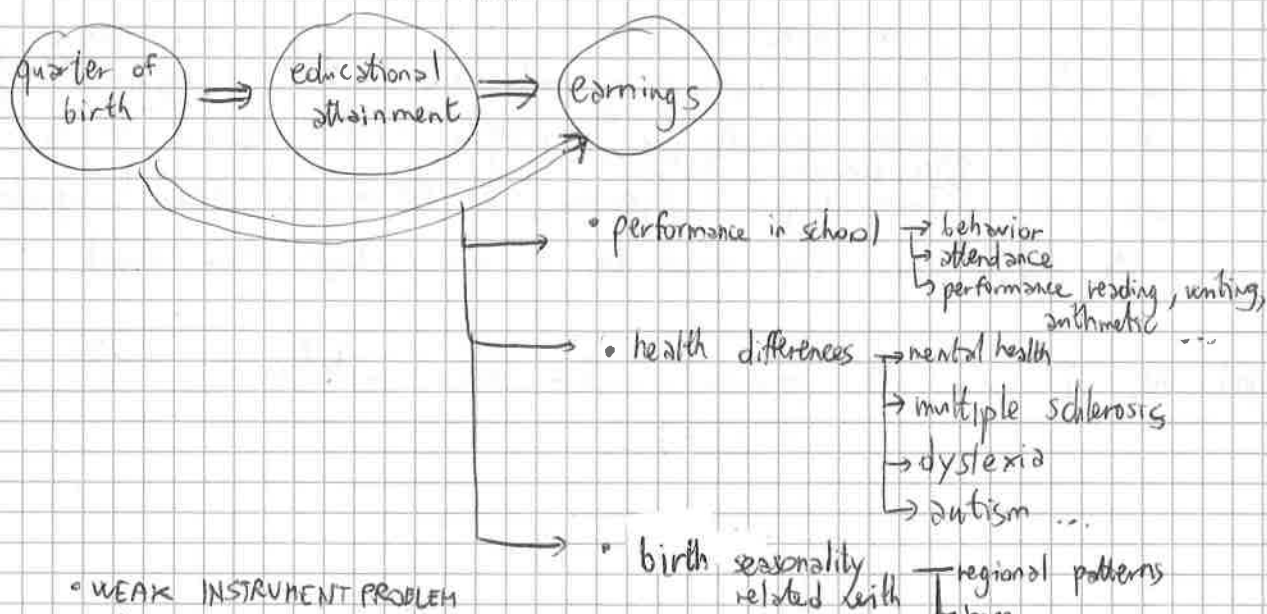 quarter of
birth
educational
attainment
earnings
• performance in school → behavior
→ attendance
→ performance reading, writing,
arithmetic ...
• health differences → mental health
→ multiple schlerosis
→ dyslexia
→ autism ...
• birth seasonality
related with
regional patterns
• WEAK INSTRUMENT PROBLEM